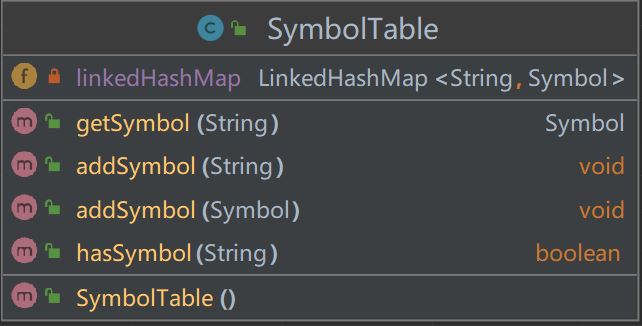 C SymbolTable
f linkedHashMap LinkedHashMap <String, Symbol>
m getSymbol (String) Symbol
m addSymbol (String) void
m addSymbol (Symbol) void
m hasSymbol (String) boolean
m SymbolTable ()